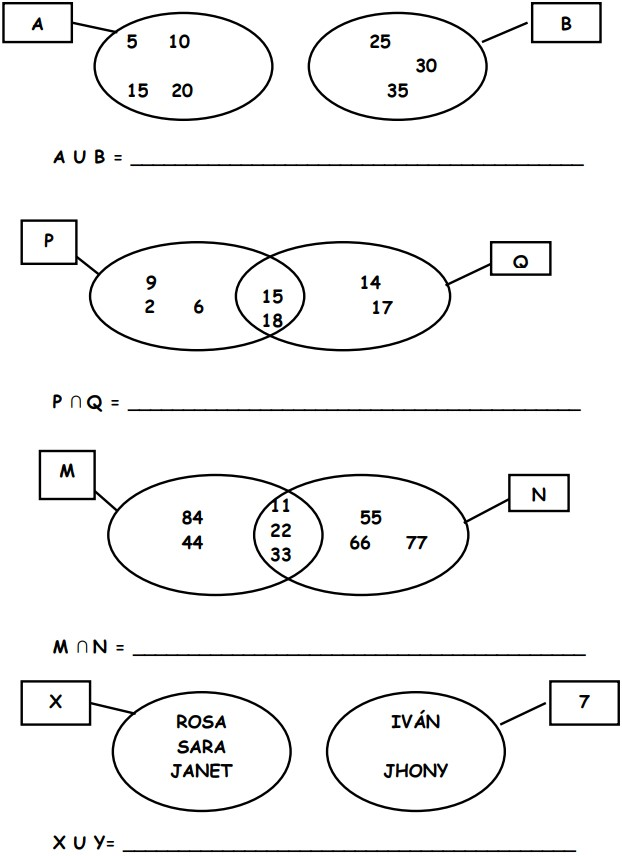 A
B
5 10
25
30
15 20
35
A U B = ___________________________________________
P
Q
9
14
15
2 6
17
18
P ∩ Q = ___________________________________________
M
N
11
84
55
22
44
66 77
33
M ∩ N = ___________________________________________
X
7
ROSA
IVÁN
SARA
JANET
JHONY
X U Y= ___________________________________________